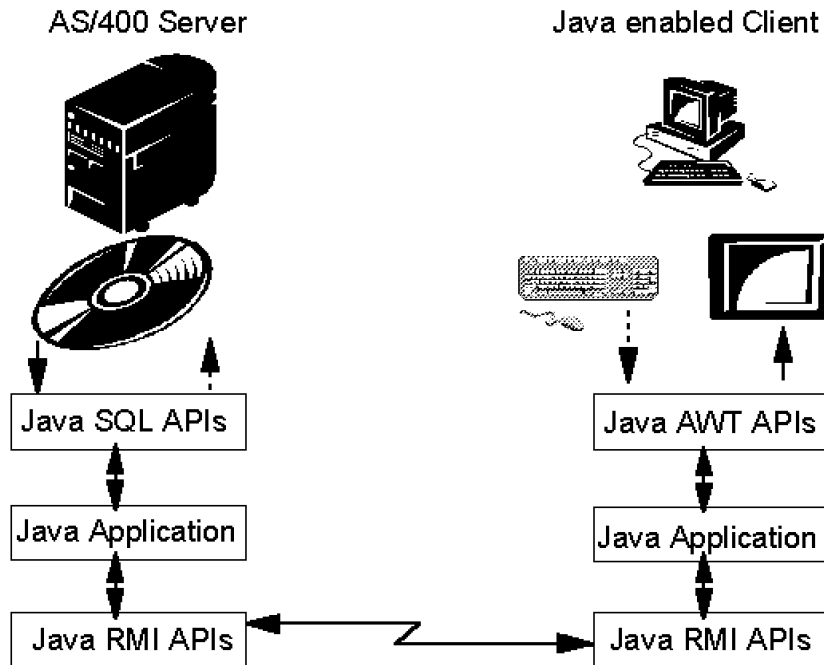 AS/400 Server
Java enabled Client
Java SQL APIs
Java AWT APIs
Java Application
Java Application
Java RMI APIs
Java RMI APIs